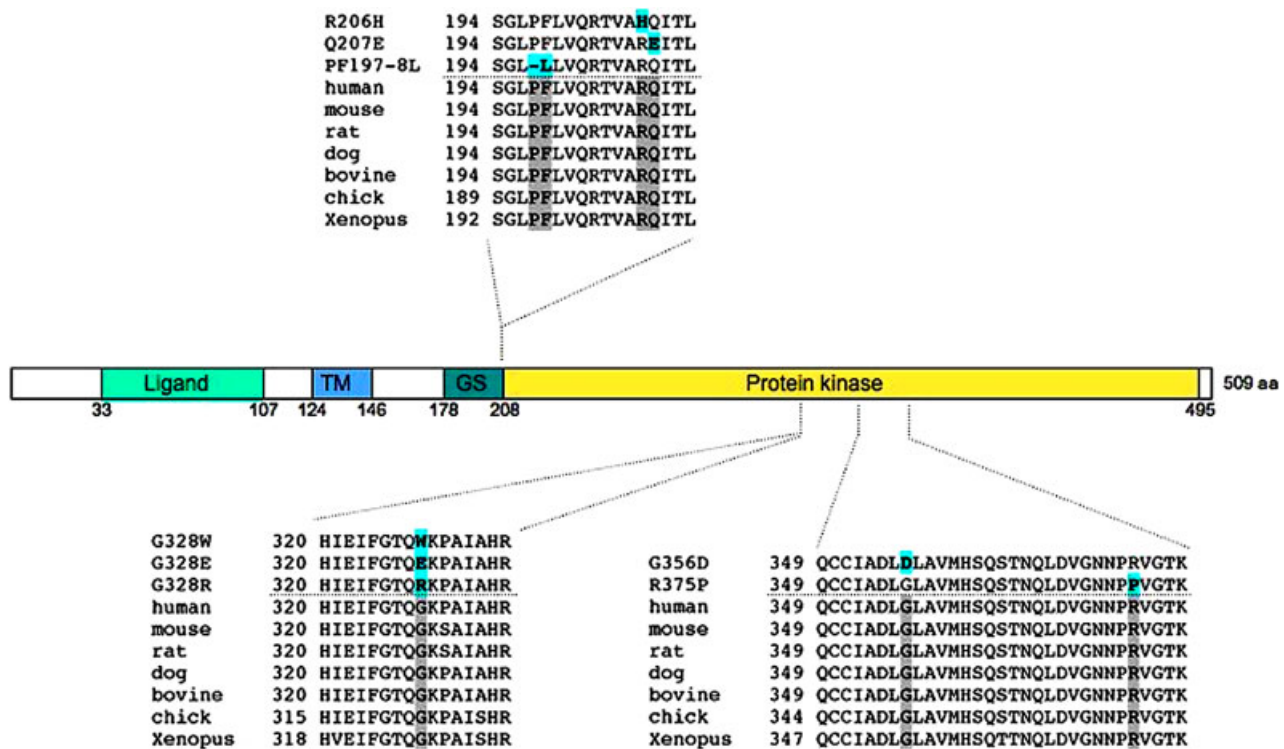 R206H 194 SGLPFLVQRTVAHQITL
Q207E 194 SGLPFLVQRTVAREITL
PF197-8L 194 SGL-LLVQRTVARQITL
human 194 SGLPFLVQRTVARQITL
mouse 194 SGLPFLVQRTVARQITL
rat 194 SGLPFLVQRTVARQITL
dog 194 SGLPFLVQRTVARQITL
bovine 194 SGLPFLVQRTVARQITL
chick 189 SGLPFLVQRTVARQITL
Xenopus 192 SGLPFLVQRTVARQITL
Ligand TM GS Protein kinase 509 aa
33 107 124 146 178 208 495
G328W 320 HIEIFGTQWKPAIAHR
G328E 320 HIEIFGTQEKPAIAHR
G328R 320 HIEIFGTQRKPAIAHR
human 320 HIEIFGTQGKPAIAHR
mouse 320 HIEIFGTQGKSAIAHR
rat 320 HIEIFGTQGKSAIAHR
dog 320 HIEIFGTQGKPAIAHR
bovine 320 HIEIFGTQGKPAIAHR
chick 315 HIEIFGTQGKPAISHR
Xenopus 318 HVEIFGTQGKPAIAHR
G356D 349 QCCIADLDLAVMHSQSTNQLDVGNNPRVGTK
R375P 349 QCCIADLGLAVMHSQSTNQLDVGNNPPVGTK
human 349 QCCIADLGLAVMHSQSTNQLDVGNNPRVGTK
mouse 349 QCCIADLGLAVMHSQSTNQLDVGNNPRVGTK
rat 349 QCCIADLGLAVMHSQSTNQLDVGNNPRVGTK
dog 349 QCCIADLGLAVMHSQSTNQLDVGNNPRVGTK
bovine 349 QCCIADLGLAVMHSQSTNQLDVGNNPRVGTK
chick 344 QCCIADLGLAVMHSQSTNQLDVGNNPRVGTK
Xenopus 347 QCCIADLGLAVMHSQSTNQLDVGNNPRVGTK